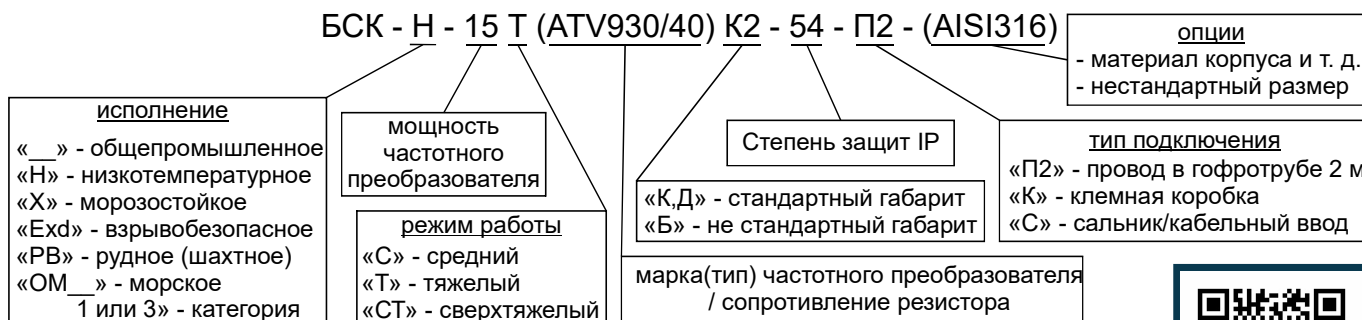 БСК - Н - 15 Т (ATV930/40) К2 - 54 - П2 - (AISI316)
опции
- материал корпуса и т. д.
- нестандартный размер
исполнение
«__» - общепромышленное
«Н» - низкотемпературное
«Х» - морозостойкое
«Exd» - взрывобезопасное
«РВ» - рудное (шахтное)
«ОМ__» - морское
1 или 3» - категория
мощность
частотного
преобразователя
режим работы
«С» - средний
«Т» - тяжелый
«СТ» - сверхтяжелый
Степень защит IP
«К,Д» - стандартный габарит
«Б» - не стандартный габарит
марка(тип) частотного преобразователя
/ сопротивление резистора
тип подключения
«П2» - провод в гофротрубе 2 м
«К» - клемная коробка
«С» - сальник/кабельный ввод